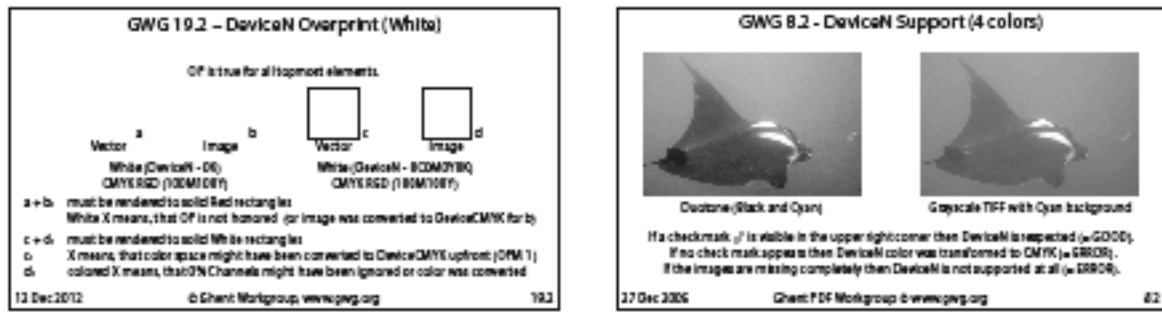 GWG 19.2 – DeviceN Overprint (White)
OP is true for all topmost elements.
a
b
c
d
Vector
Image
Vector
Image
White (DeviceN - 0K)
White (DeviceN - 0C0M0Y0K)
CMYK RED (100M100Y)
CMYK RED (100M100Y)
a + b: must be rendered to solid Red rectangles
White X means, that OP is not honored (or image was converted to DeviceCMYK for b)
c + d: must be rendered to solid White rectangles
c: X means, that color space might have been converted to DeviceCMYK upfront (OPM 1)
d: colored X means, that 0% Channels might have been ignored or color was converted
Dec 2012
© Ghent Workgroup, www.gwg.org
19.2
GWG 8.2 - DeviceN Support (4 colors)
Duotone (Black and Cyan)
Grayscale TIFF with Cyan background
If a check mark is visible in the upper right corner then DeviceN is respected (= GOOD).
If no check mark appears then DeviceN color was transformed to CMYK (= ERROR).
If the images are missing completely then DeviceN is not supported at all (= ERROR).
27 Dec 2006
Ghent PDF Workgroup © www.gwg.org
8.2